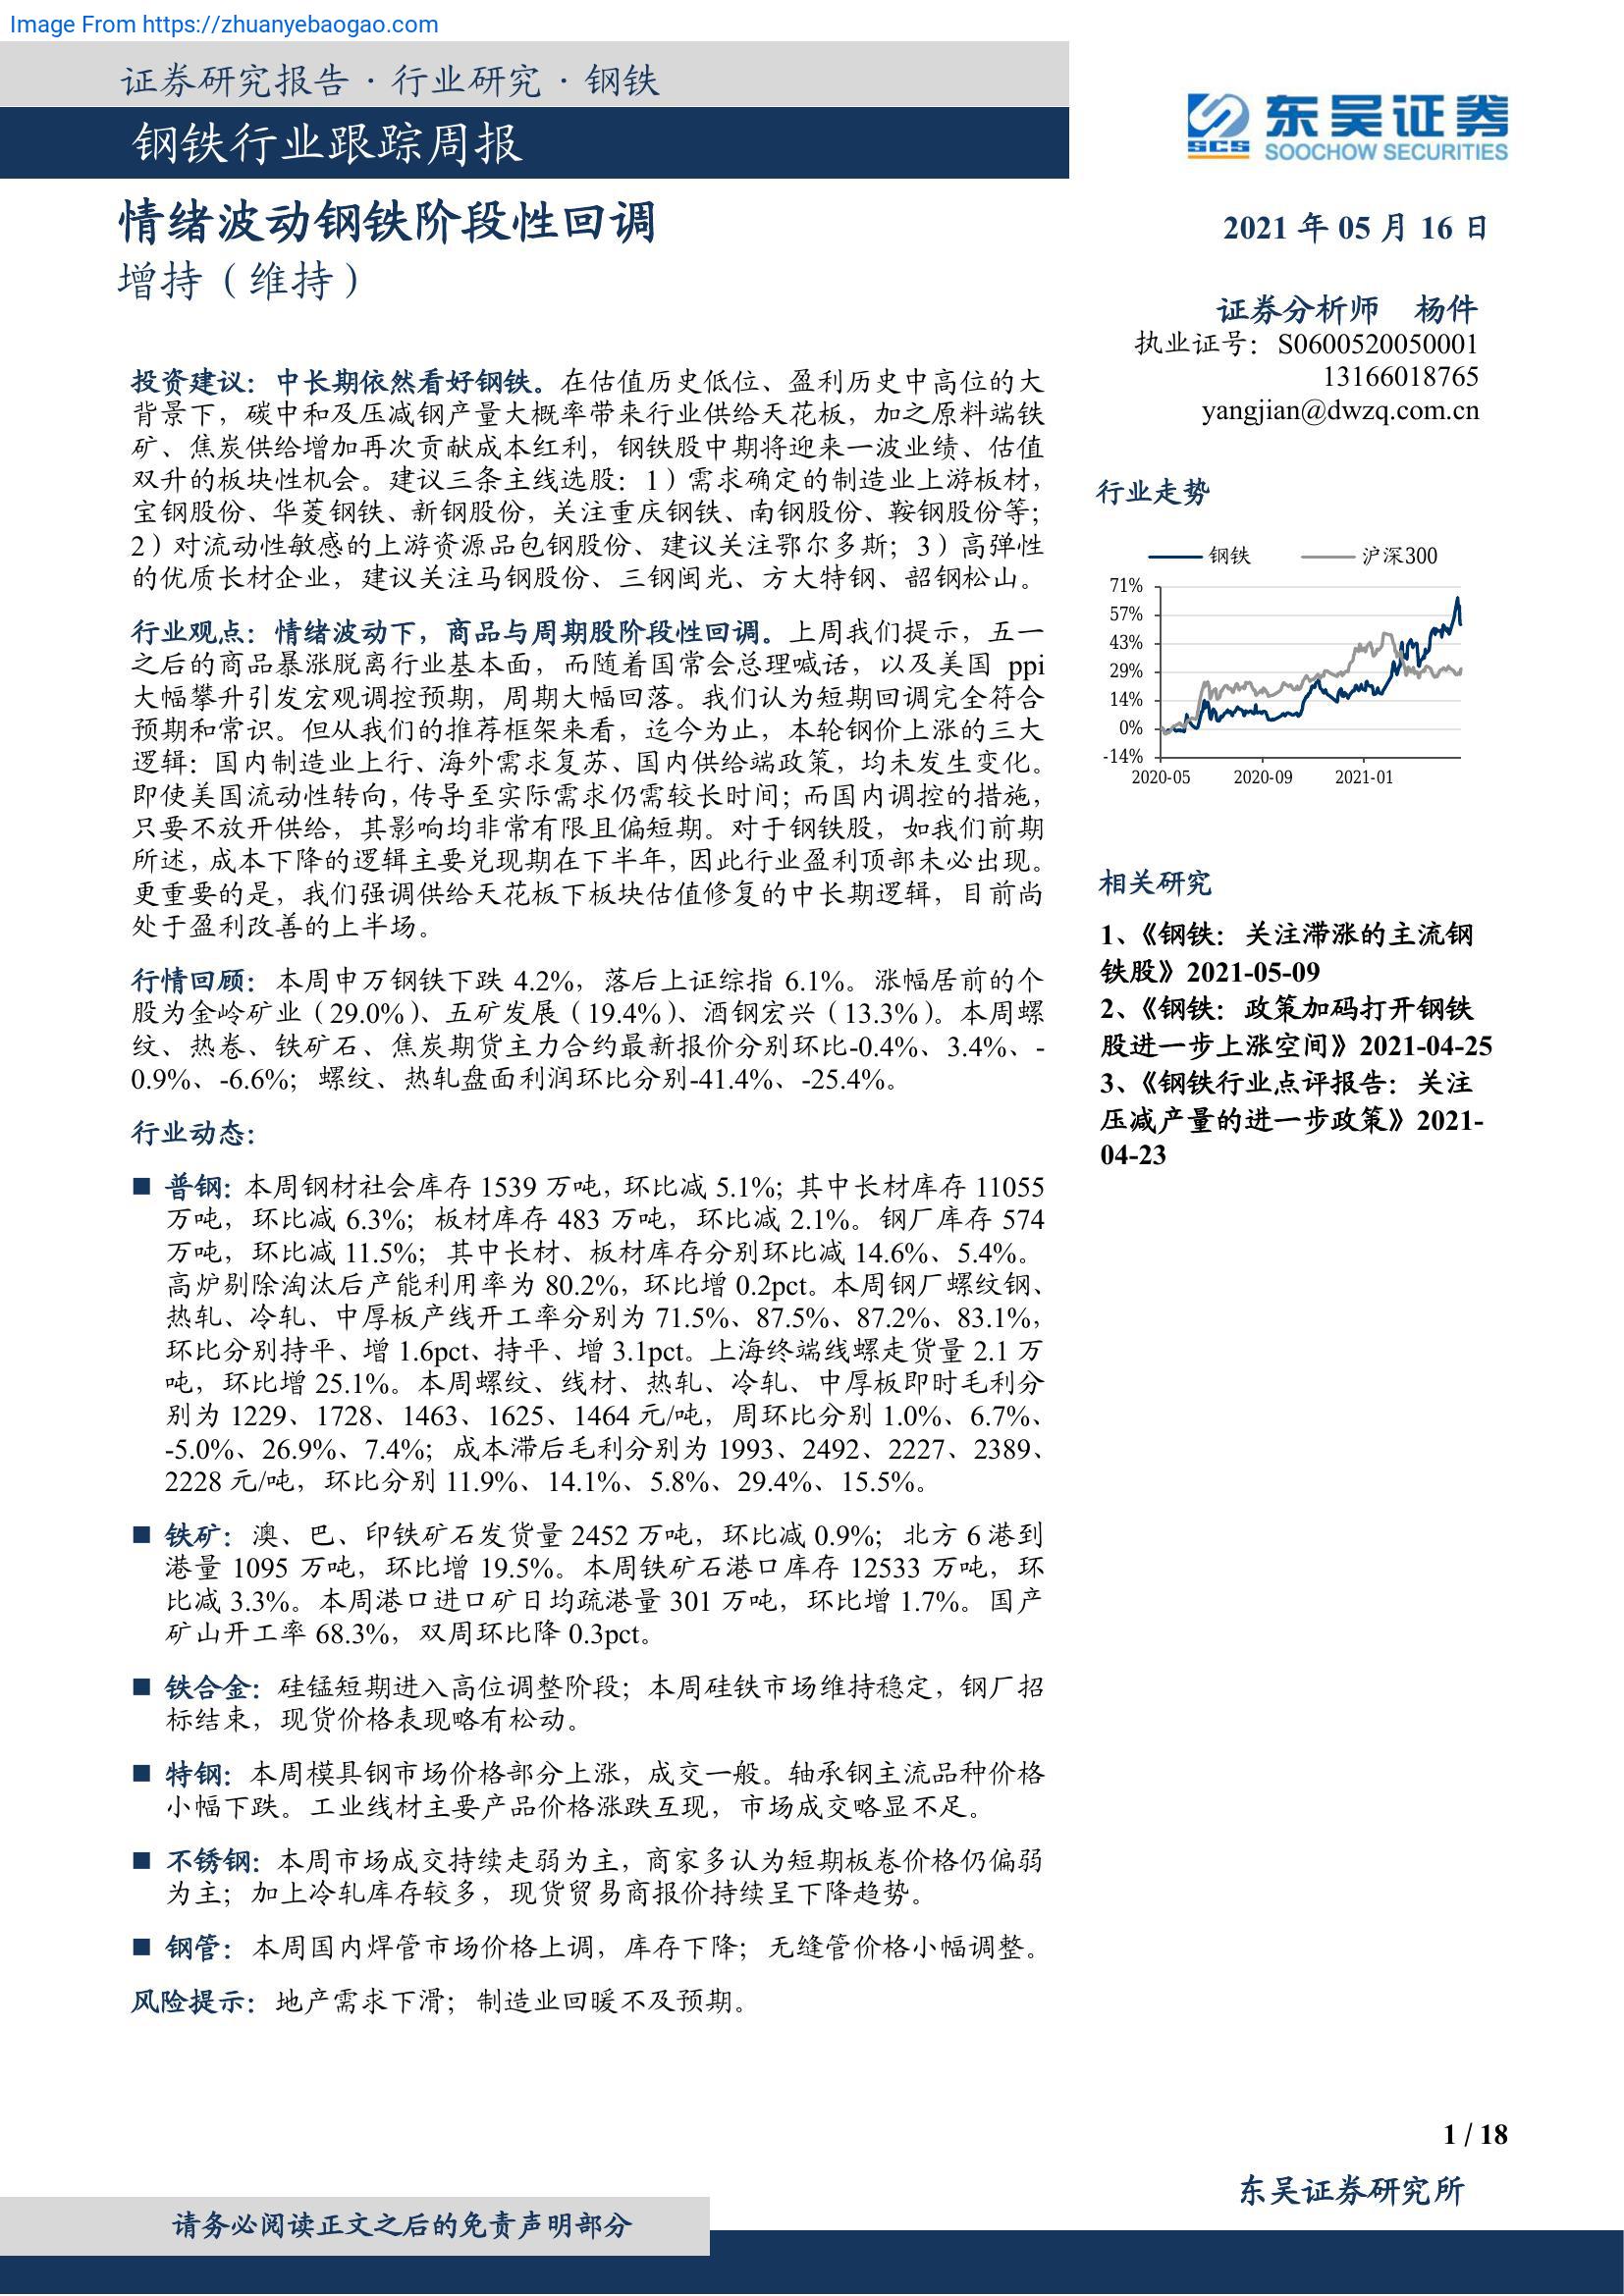 Image From https://zhuanyebaogao.com
证券研究报告 · 行业研究 · 钢铁
钢铁行业跟踪周报
东吴证券
SCS SOOCHOW SECURITIES
情绪波动钢铁阶段性回调
增持（维持）
2021 年 05 月 16 日
证券分析师 杨件
执业证号：S0600520050001
13166018765
yangjian@dwzq.com.cn
投资建议：中长期依然看好钢铁。在估值历史低位、盈利历史中高位的大
背景下，碳中和及压减钢产量大概率带来行业供给天花板，加之原料端铁
矿、焦炭供给增加再次贡献成本红利，钢铁股中期将迎来一波业绩、估值
双升的板块性机会。建议三条主线选股：1）需求确定的制造业上游板材，
宝钢股份、华菱钢铁、新钢股份，关注重庆钢铁、南钢股份、鞍钢股份等；
2）对流动性敏感的上游资源品包钢股份、建议关注鄂尔多斯；3）高弹性
的优质长材企业，建议关注马钢股份、三钢闽光、方大特钢、韶钢松山。
行业观点：情绪波动下，商品与周期股阶段性回调。上周我们提示，五一
之后的商品暴涨脱离行业基本面，而随着国常会总理喊话，以及美国 ppi
大幅攀升引发宏观调控预期，周期大幅回落。我们认为短期回调完全符合
预期和常识。但从我们的推荐框架来看，迄今为止，本轮钢价上涨的三大
逻辑：国内制造业上行、海外需求复苏、国内供给端政策，均未发生变化。
即使美国流动性转向，传导至实际需求仍需较长时间；而国内调控的措施，
只要不放开供给，其影响均非常有限且偏短期。对于钢铁股，如我们前期
所述，成本下降的逻辑主要兑现期在下半年，因此行业盈利顶部未必出现。
更重要的是，我们强调供给天花板下板块估值修复的中长期逻辑，目前尚
处于盈利改善的上半场。
行情回顾：本周申万钢铁下跌 4.2%，落后上证综指 6.1%。涨幅居前的个
股为金岭矿业（29.0%）、五矿发展（19.4%）、酒钢宏兴（13.3%）。本周螺
纹、热卷、铁矿石、焦炭期货主力合约最新报价分别环比-0.4%、3.4%、-
0.9%、-6.6%；螺纹、热轧盘面利润环比分别-41.4%、-25.4%。
行业动态：
■ 普钢：本周钢材社会库存 1539 万吨，环比减 5.1%；其中长材库存 11055
万吨，环比减 6.3%；板材库存 483 万吨，环比减 2.1%。钢厂库存 574
万吨，环比减 11.5%；其中长材、板材库存分别环比减 14.6%、5.4%。
高炉剔除淘汰后产能利用率为 80.2%，环比增 0.2pct。本周钢厂螺纹钢、
热轧、冷轧、中厚板产线开工率分别为 71.5%、87.5%、87.2%、83.1%，
环比分别持平、增 1.6pct、持平、增 3.1pct。上海终端线螺走货量 2.1 万
吨，环比增 25.1%。本周螺纹、线材、热轧、冷轧、中厚板即时毛利分
别为 1229、1728、1463、1625、1464 元/吨，周环比分别 1.0%、6.7%、
-5.0%、26.9%、7.4%；成本滞后毛利分别为 1993、2492、2227、2389、
2228 元/吨，环比分别 11.9%、14.1%、5.8%、29.4%、15.5%。
■ 铁矿：澳、巴、印铁矿石发货量 2452 万吨，环比减 0.9%；北方 6 港到
港量 1095 万吨，环比增 19.5%。本周铁矿石港口库存 12533 万吨，环
比减 3.3%。本周港口进口矿日均疏港量 301 万吨，环比增 1.7%。国产
矿山开工率 68.3%，双周环比降 0.3pct。
■ 铁合金：硅锰短期进入高位调整阶段；本周硅铁市场维持稳定，钢厂招
标结束，现货价格表现略有松动。
■ 特钢：本周模具钢市场价格部分上涨，成交一般。轴承钢主流品种价格
小幅下跌。工业线材主要产品价格涨跌互现，市场成交略显不足。
■ 不锈钢：本周市场成交持续走弱为主，商家多认为短期板卷价格仍偏弱
为主；加上冷轧库存较多，现货贸易商报价持续呈下降趋势。
■ 钢管：本周国内焊管市场价格上调，库存下降；无缝管价格小幅调整。
风险提示：地产需求下滑；制造业回暖不及预期。
行业走势
钢铁 沪深300
71%
57%
43%
29%
14%
0%
-14%
2020-05 2020-09 2021-01
相关研究
1、《钢铁：关注滞涨的主流钢
铁股》2021-05-09
2、《钢铁：政策加码打开钢铁
股进一步上涨空间》2021-04-25
3、《钢铁行业点评报告：关注
压减产量的进一步政策》2021-
04-23
1 / 18
东吴证券研究所
请务必阅读正文之后的免责声明部分